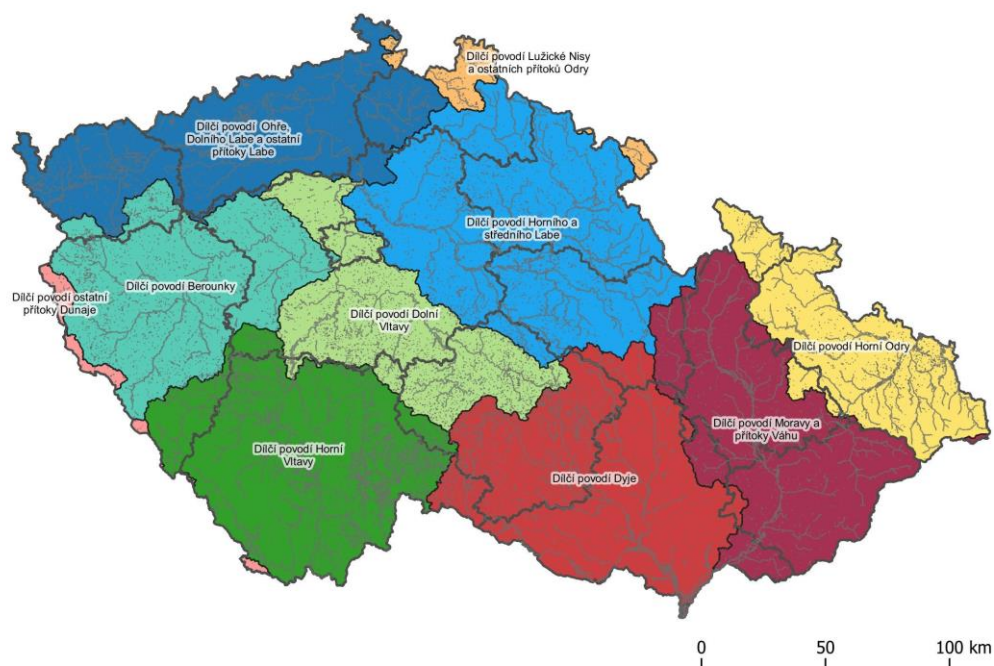 Dílčí povodí Lužické Nisy
a ostatních přítoků Odry
Dílčí povodí Ohře,
Dolního Labe a ostatní
přítoky Labe
Dílčí povodí Horního a
středního Labe
Dílčí povodí ostatní
přítoky Dunaje
Dílčí povodí Berounky
Dílčí povodí Dolní
Vltavy
Dílčí povodí Horní Odry
Dílčí povodí Moravy a
přítoky Váhu
Dílčí povodí Horní
Vltavy
Dílčí povodí Dyje
0 50 100 km